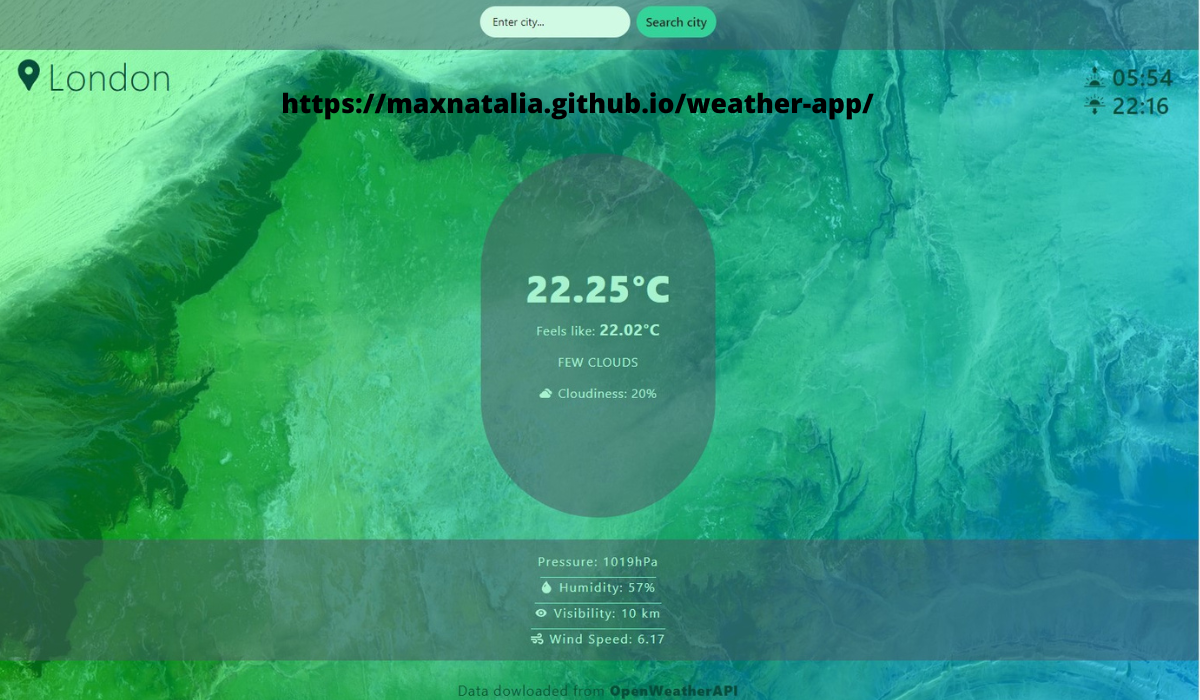 Enter city... Search city
London
05:54
22:16
https://maxnatalia.github.io/weather-app/
22.25°C
Feels like: 22.02°C
FEW CLOUDS
Cloudiness: 20%
Pressure: 1019hPa
Humidity: 57%
Visibility: 10 km
Wind Speed: 6.17
Data dowloaded from OpenWeatherAPI